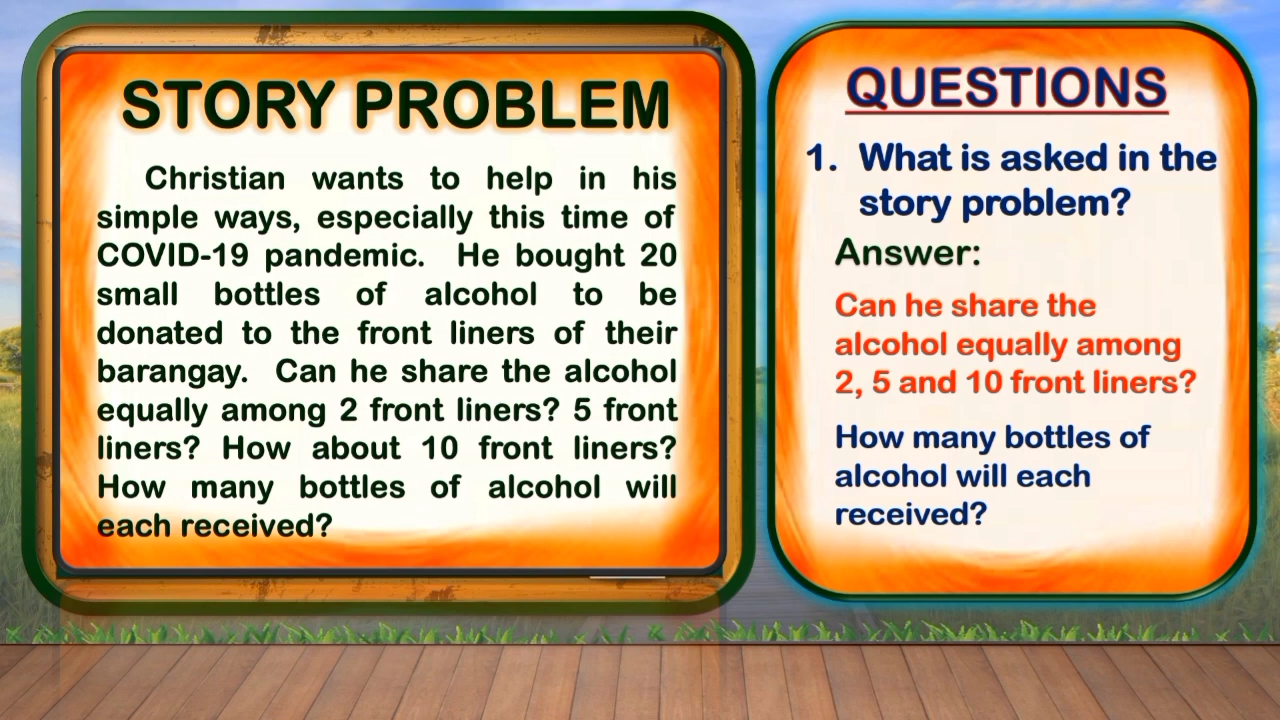 STORY PROBLEM
Christian wants to help in his
simple ways, especially this time of
COVID-19 pandemic. He bought 20
small bottles of alcohol to be
donated to the front liners of their
barangay. Can he share the alcohol
equally among 2 front liners? 5 front
liners? How about 10 front liners?
How many bottles of alcohol will
each received?
QUESTIONS
1. What is asked in the
story problem?
Answer:
Can he share the
alcohol equally among
2, 5 and 10 front liners?
How many bottles of
alcohol will each
received?